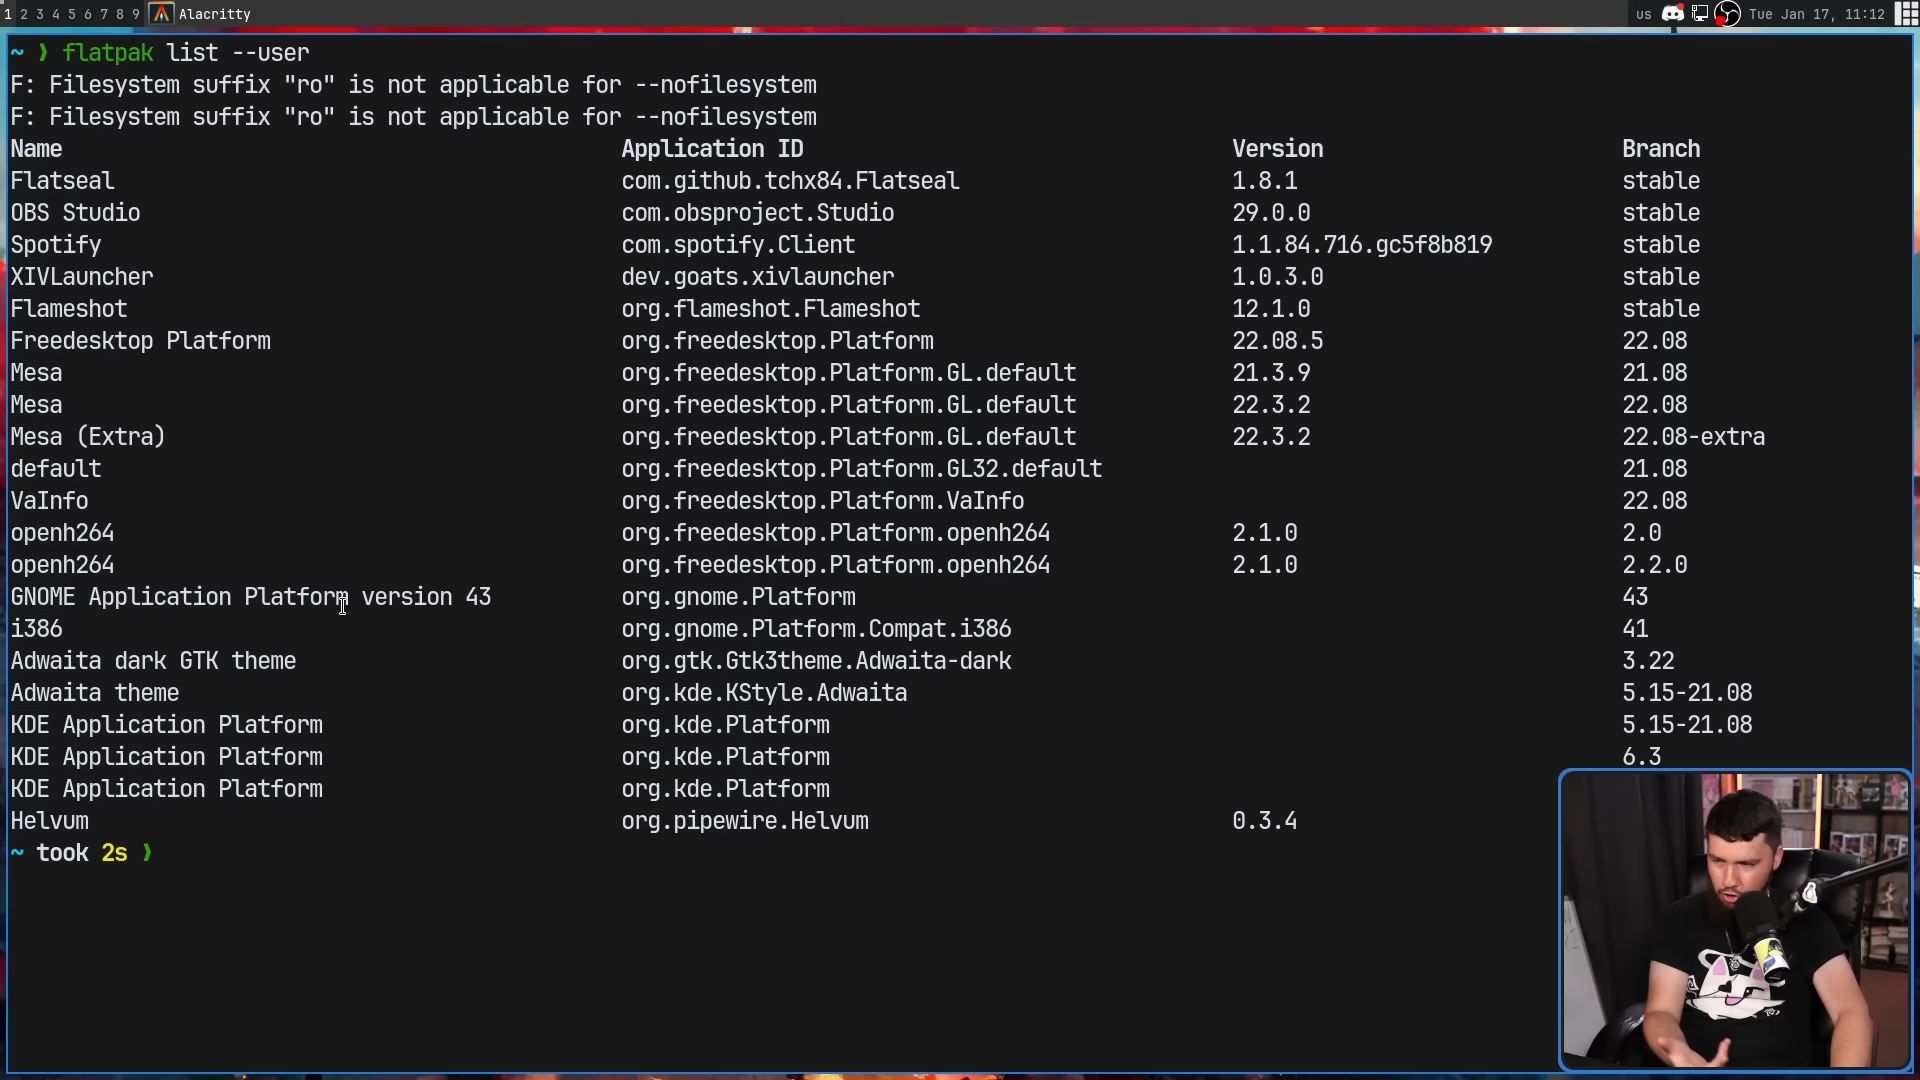 1 2 3 4 5 6 7 8 9 Alacritty us Tue Jan 17, 11:12
~ ❯ flatpak list --user
F: Filesystem suffix "ro" is not applicable for --nofilesystem
F: Filesystem suffix "ro" is not applicable for --nofilesystem
Name Application ID Version Branch
Flatseal com.github.tchx84.Flatseal 1.8.1 stable
OBS Studio com.obsproject.Studio 29.0.0 stable
Spotify com.spotify.Client 1.1.84.716.gc5f8b819 stable
XIVLauncher dev.goats.xivlauncher 1.0.3.0 stable
Flameshot org.flameshot.Flameshot 12.1.0 stable
Freedesktop Platform org.freedesktop.Platform 22.08.5 22.08
Mesa org.freedesktop.Platform.GL.default 21.3.9 21.08
Mesa org.freedesktop.Platform.GL.default 22.3.2 22.08
Mesa (Extra) org.freedesktop.Platform.GL.default 22.3.2 22.08-extra
default org.freedesktop.Platform.GL32.default 21.08
VaInfo org.freedesktop.Platform.VaInfo 22.08
openh264 org.freedesktop.Platform.openh264 2.1.0 2.0
openh264 org.freedesktop.Platform.openh264 2.1.0 2.2.0
GNOME Application Platform version 43 org.gnome.Platform 43
i386 org.gnome.Platform.Compat.i386 41
Adwaita dark GTK theme org.gtk.Gtk3theme.Adwaita-dark 3.22
Adwaita theme org.kde.KStyle.Adwaita 5.15-21.08
KDE Application Platform org.kde.Platform 5.15-21.08
KDE Application Platform org.kde.Platform 6.3
KDE Application Platform org.kde.Platform
Helvum org.pipewire.Helvum 0.3.4
~ took 2s ❯